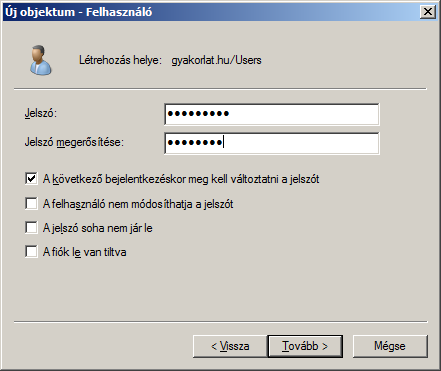 Új objektum - Felhasználó
Létrehozás helye: gyakorlat.hu/Users
Jelszó: •••••••••
Jelszó megerősítése: ••••••••
A következő bejelentkezéskor meg kell változtatni a jelszót
A felhasználó nem módosíthatja a jelszót
A jelszó soha nem jár le
A fiók le van tiltva
< Vissza Tovább > Mégse